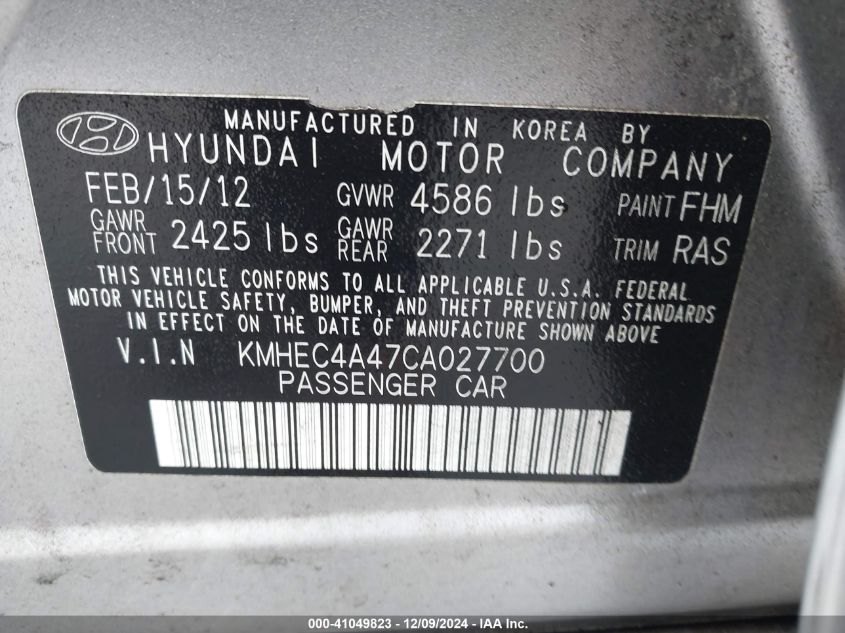 MANUFACTURED IN KOREA BY
HYUNDAI MOTOR COMPANY
FEB/15/12 GVWR 4586 lbs PAINT FHM
GAWR FRONT 2425 lbs GAWR REAR 2271 lbs TRIM RAS
THIS VEHICLE CONFORMS TO ALL APPLICABLE U.S.A. FEDERAL
MOTOR VEHICLE SAFETY, BUMPER, AND THEFT PREVENTION STANDARDS
IN EFFECT ON THE DATE OF MANUFACTURE SHOWN ABOVE
V.I.N KMHEC4A47CA027700
PASSENGER CAR
000-41049823 - 12/09/2024 - IAA Inc.